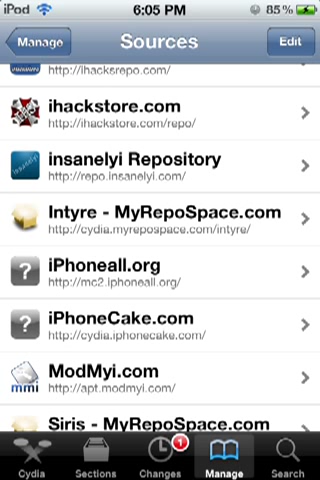 iPod 6:05 PM 85%
Manage Sources Edit
http://ihacksrepo.com/
ihackstore.com
http://ihackstore.com/repo/
insanelyi Repository
http://repo.insanelyi.com/
Intyre - MyRepoSpace.com
http://cydia.myrepospace.com/intyre/
iPhoneall.org
http://mc2.iphoneall.org/
iPhoneCake.com
http://cydia.iphonecake.com/
mmi
ModMyi.com
http://apt.modmyi.com/
Siris - MyRepoSpace.com
1
Cydia Sections Changes Manage Search